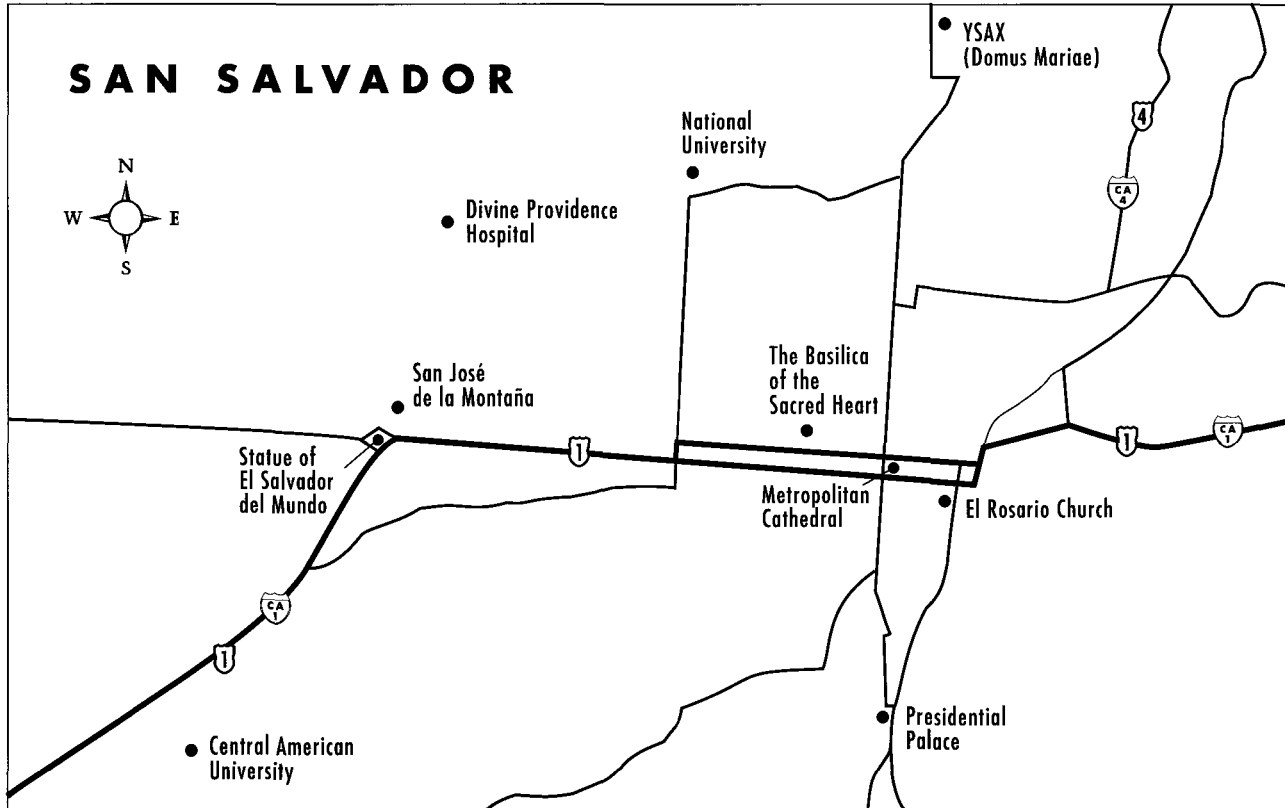 SAN SALVADOR
N
W
E
S
YSAX
(Domus Mariae)
4
CA
4
National
University
Divine Providence
Hospital
San José
de la Montaña
The Basilica
of the
Sacred Heart
1
1
CA
1
Statue of
El Salvador
del Mundo
Metropolitan
Cathedral
El Rosario Church
CA
1
1
Presidential
Palace
Central American
University